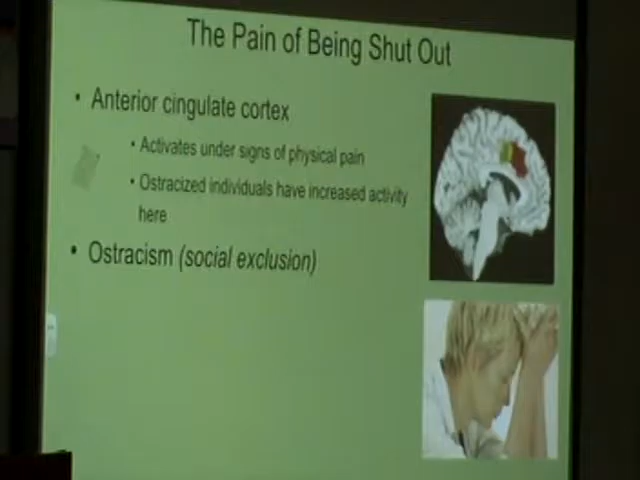 The Pain of Being Shut Out
• Anterior cingulate cortex
• Activates under signs of physical pain
• Ostracized individuals have increased activity
here
• Ostracism (social exclusion)